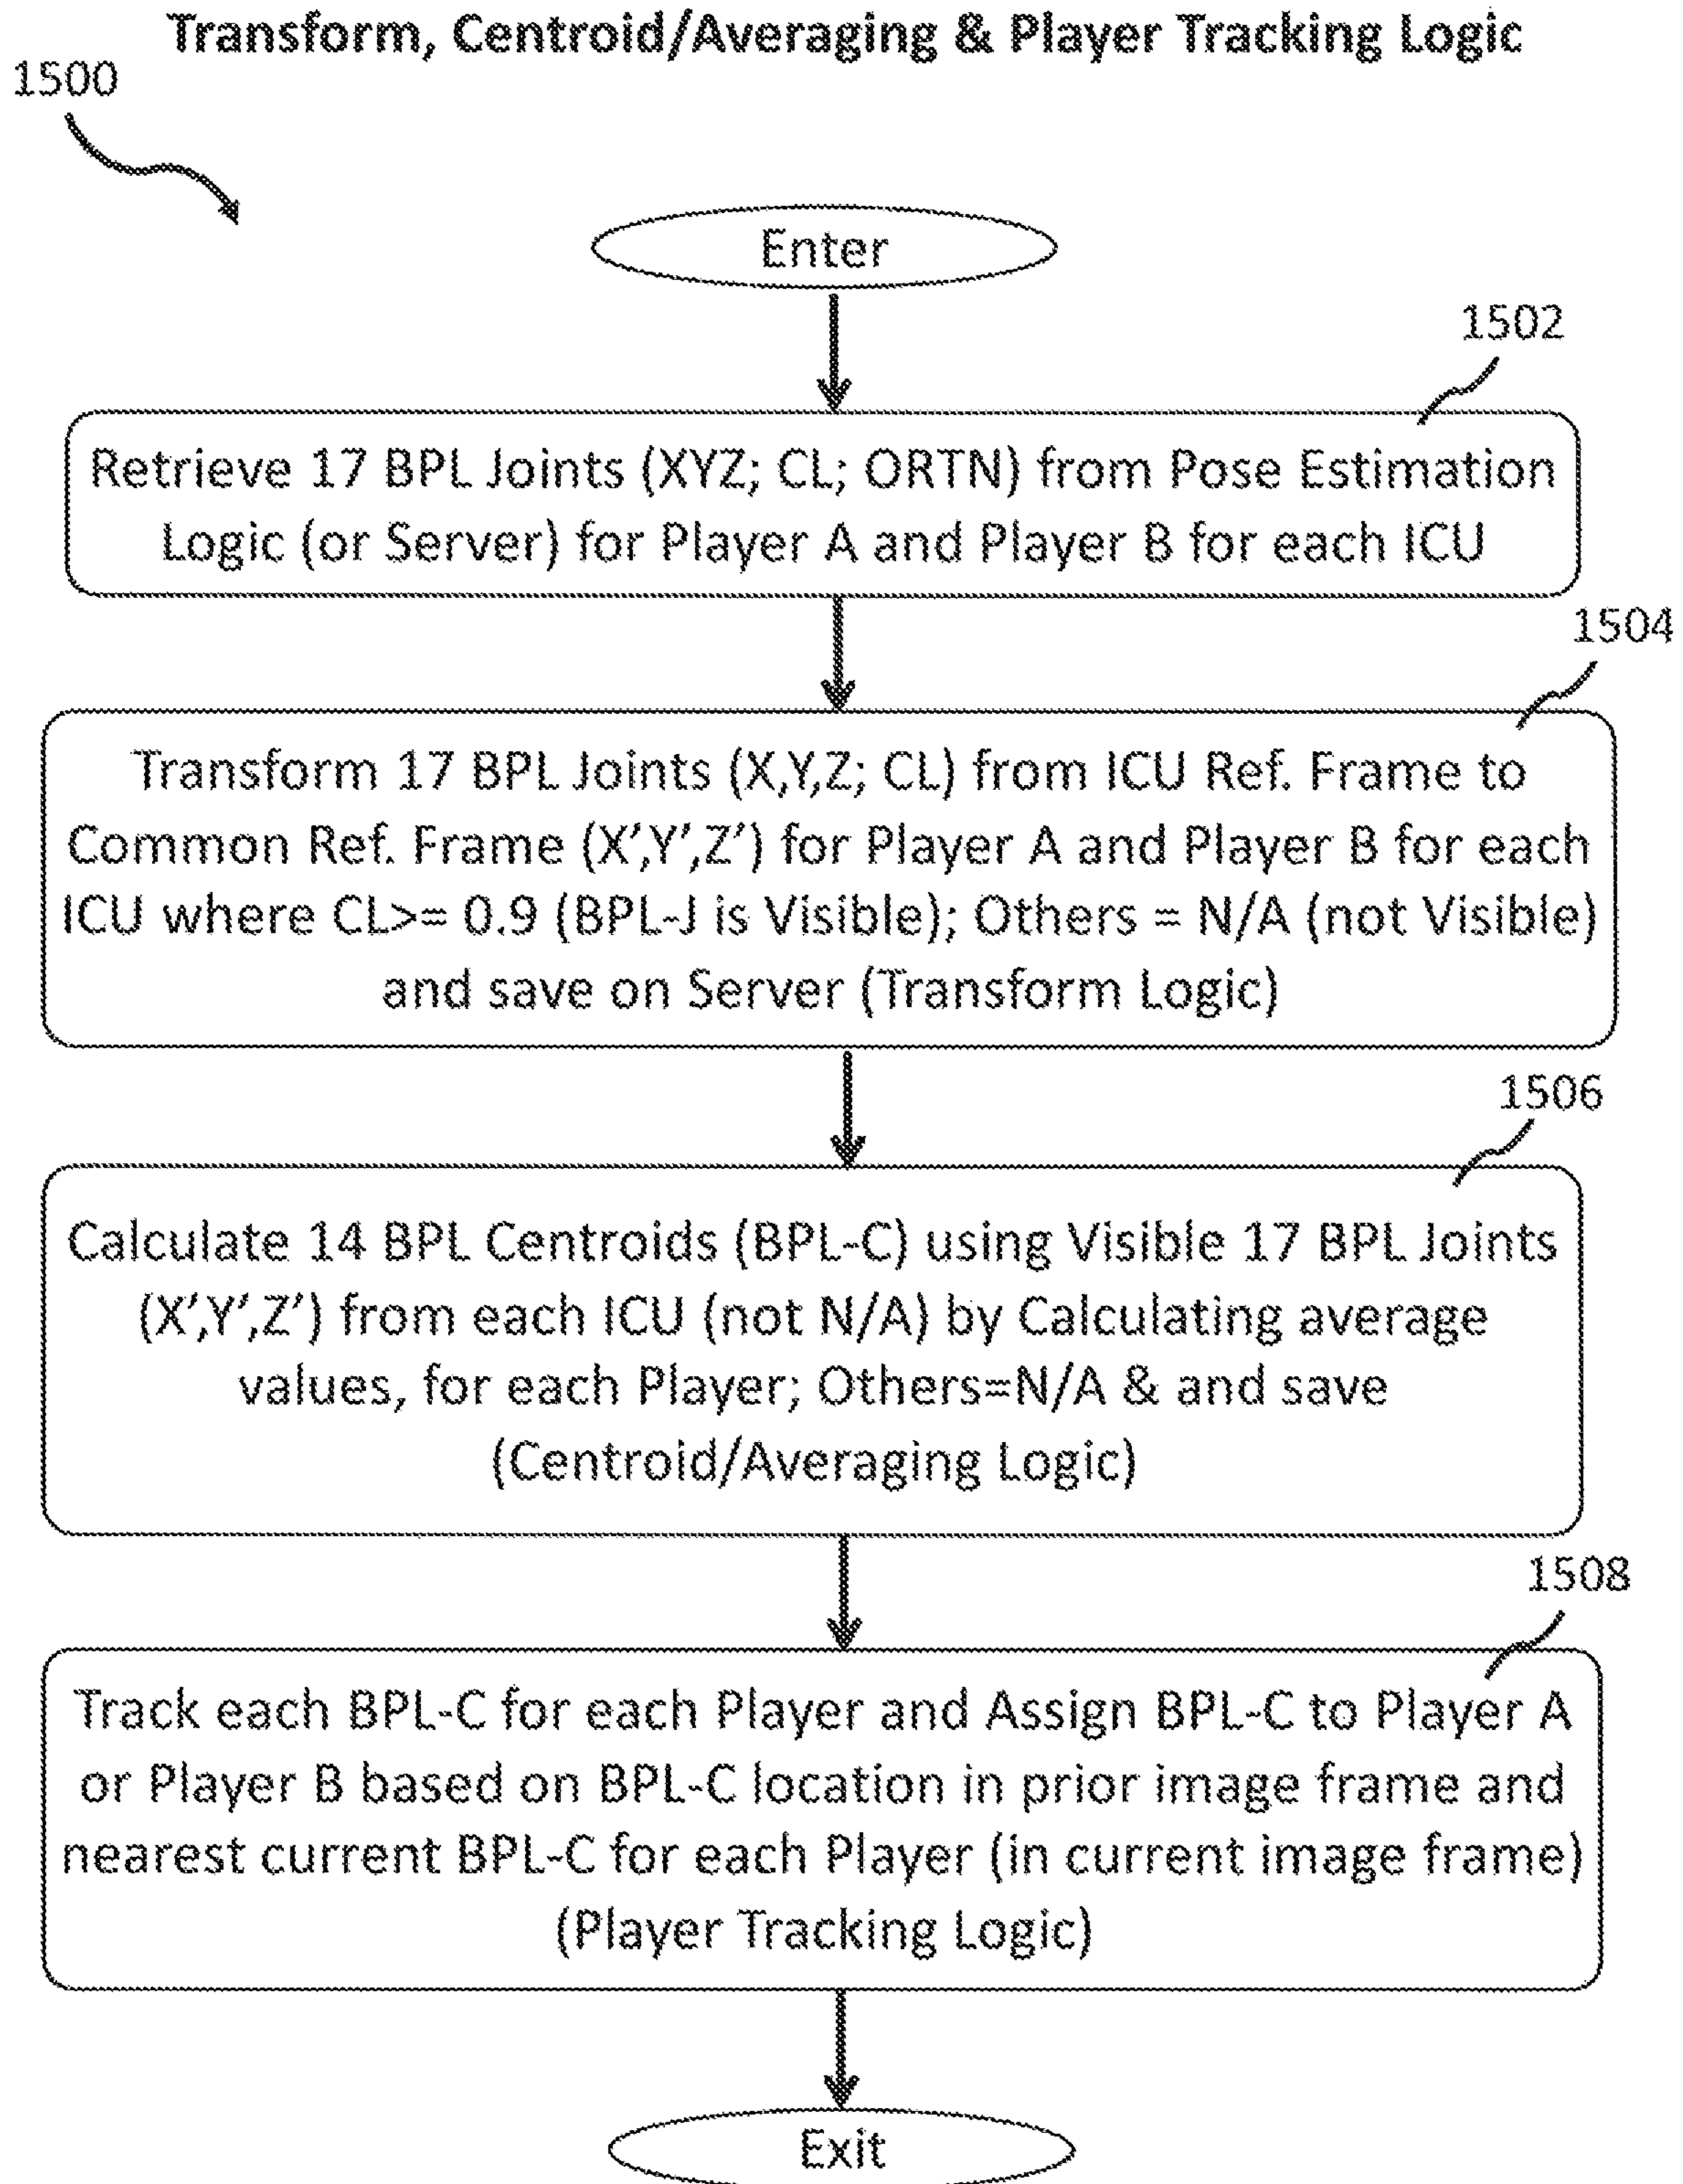 Transform, Centroid/Averaging & Player Tracking Logic
1500
Enter
1502
Retrieve 17 BPL Joints (XYZ; CL; ORTN) from Pose Estimation
Logic (or Server) for Player A and Player B for each ICU
1504
Transform 17 BPL Joints (X,Y,Z; CL) from ICU Ref. Frame to
Common Ref. Frame (X',Y',Z') for Player A and Player B for each
ICU where CL>= 0.9 (BPL-J is Visible); Others = N/A (not Visible)
and save on Server (Transform Logic)
1506
Calculate 14 BPL Centroids (BPL-C) using Visible 17 BPL Joints
(X',Y',Z') from each ICU (not N/A) by Calculating average
values, for each Player; Others=N/A & and save
(Centroid/Averaging Logic)
1508
Track each BPL-C for each Player and Assign BPL-C to Player A
or Player B based on BPL-C location in prior image frame and
nearest current BPL-C for each Player (in current image frame)
(Player Tracking Logic)
Exit